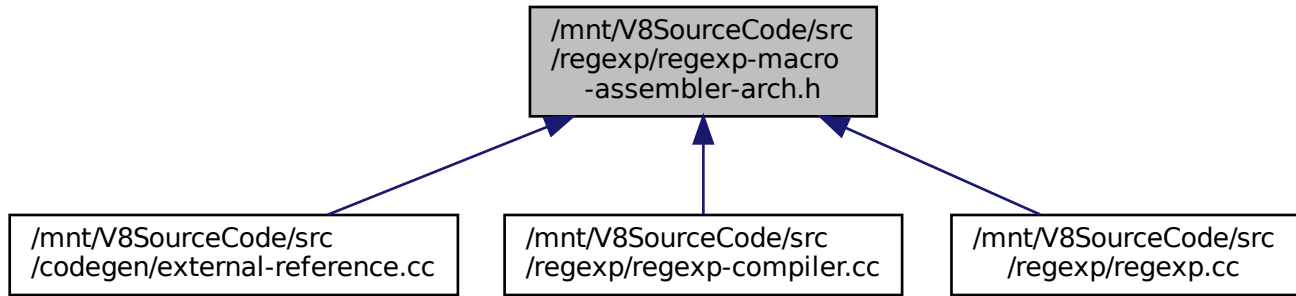 /mnt/V8SourceCode/src
/regexp/regexp-macro
-assembler-arch.h
/mnt/V8SourceCode/src
/codegen/external-reference.cc
/mnt/V8SourceCode/src
/regexp/regexp-compiler.cc
/mnt/V8SourceCode/src
/regexp/regexp.cc